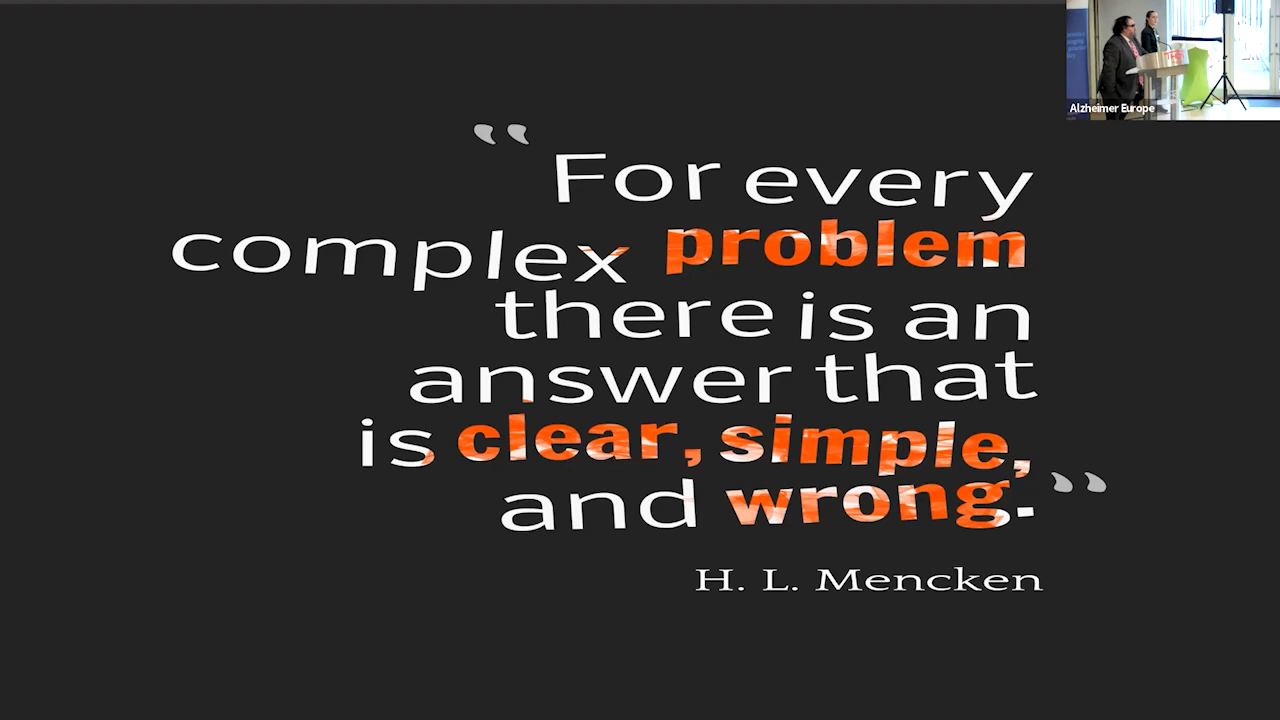 Alzheimer Europe
“For every
complex problem
there is an
answer that
is clear, simple,
and wrong.”
H. L. Mencken